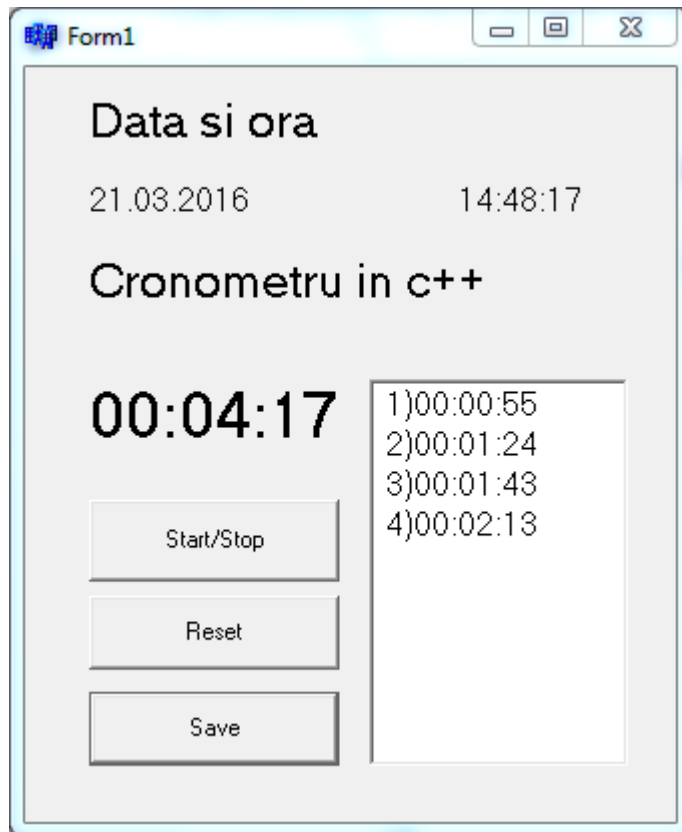 Form1
Data si ora
21.03.2016 14:48:17
Cronometru in c++
00:04:17
1)00:00:55
2)00:01:24
3)00:01:43
4)00:02:13
Start/Stop
Reset
Save